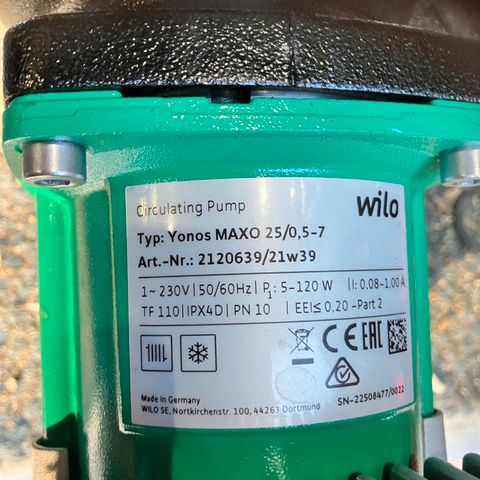 Circulating Pump
wilo
Typ: Yonos MAXO 25/0,5-7
Art.-Nr.: 2120639/21w39
1~230V|50/60Hz| P₁: 5-120 W |I: 0,08-1,00 A
TF 110|IPX4D| PN 10 | EEI≤ 0,20 -Part 2
CE EAC
Made in Germany
WILO SE, Nortkirchenstr. 100, 44263 Dortmund
SN-22508477/0022